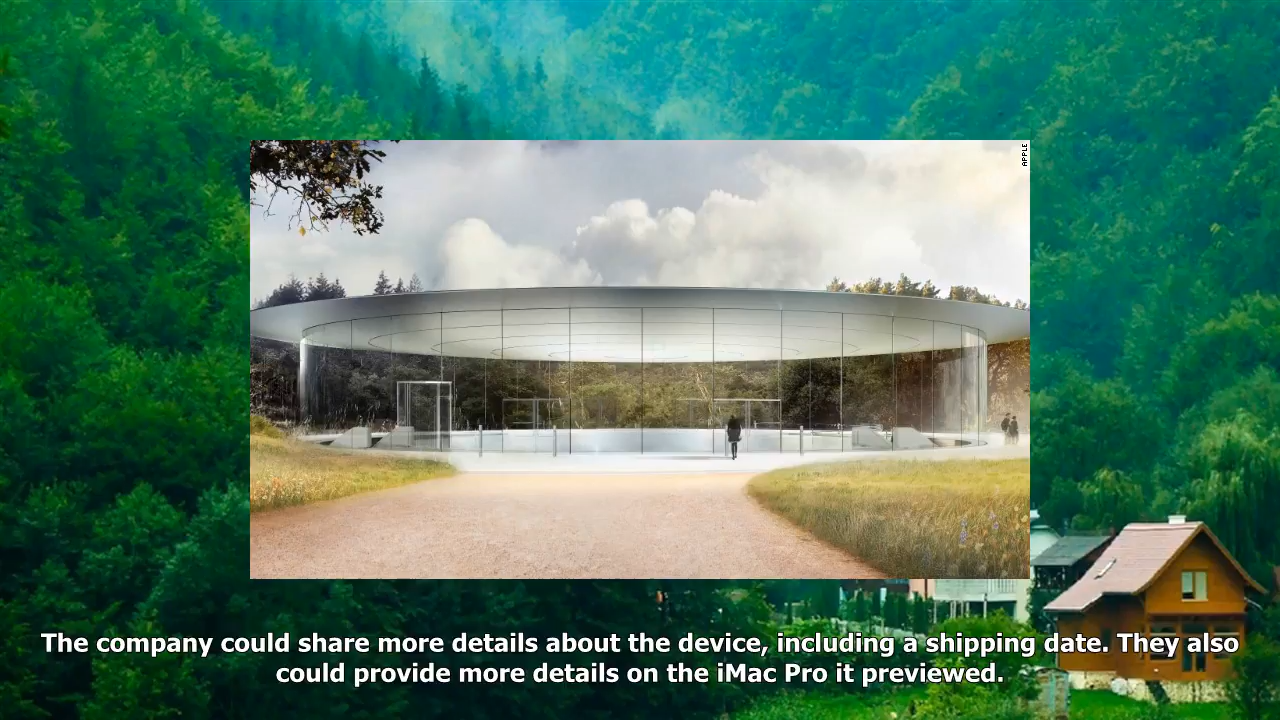 APPLE
The company could share more details about the device, including a shipping date. They also
could provide more details on the iMac Pro it previewed.